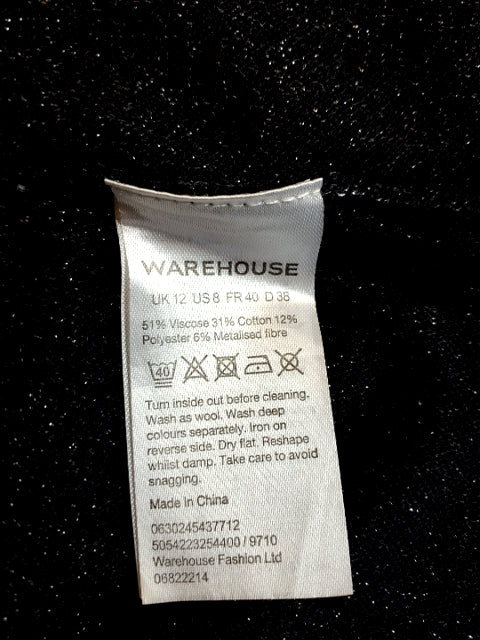 WAREHOUSE
UK 12 US 8 FR 40 D 38
51% Viscose 31% Cotton 12%
Polyester 6% Metalised fibre
40
Turn inside out before cleaning.
Wash as wool. Wash deep
colours separately. Iron on
reverse side. Dry flat. Reshape
whilst damp. Take care to avoid
snagging.
Made in China
0630245437712
5054223254400 / 9710
Warehouse Fashion Ltd
06822214